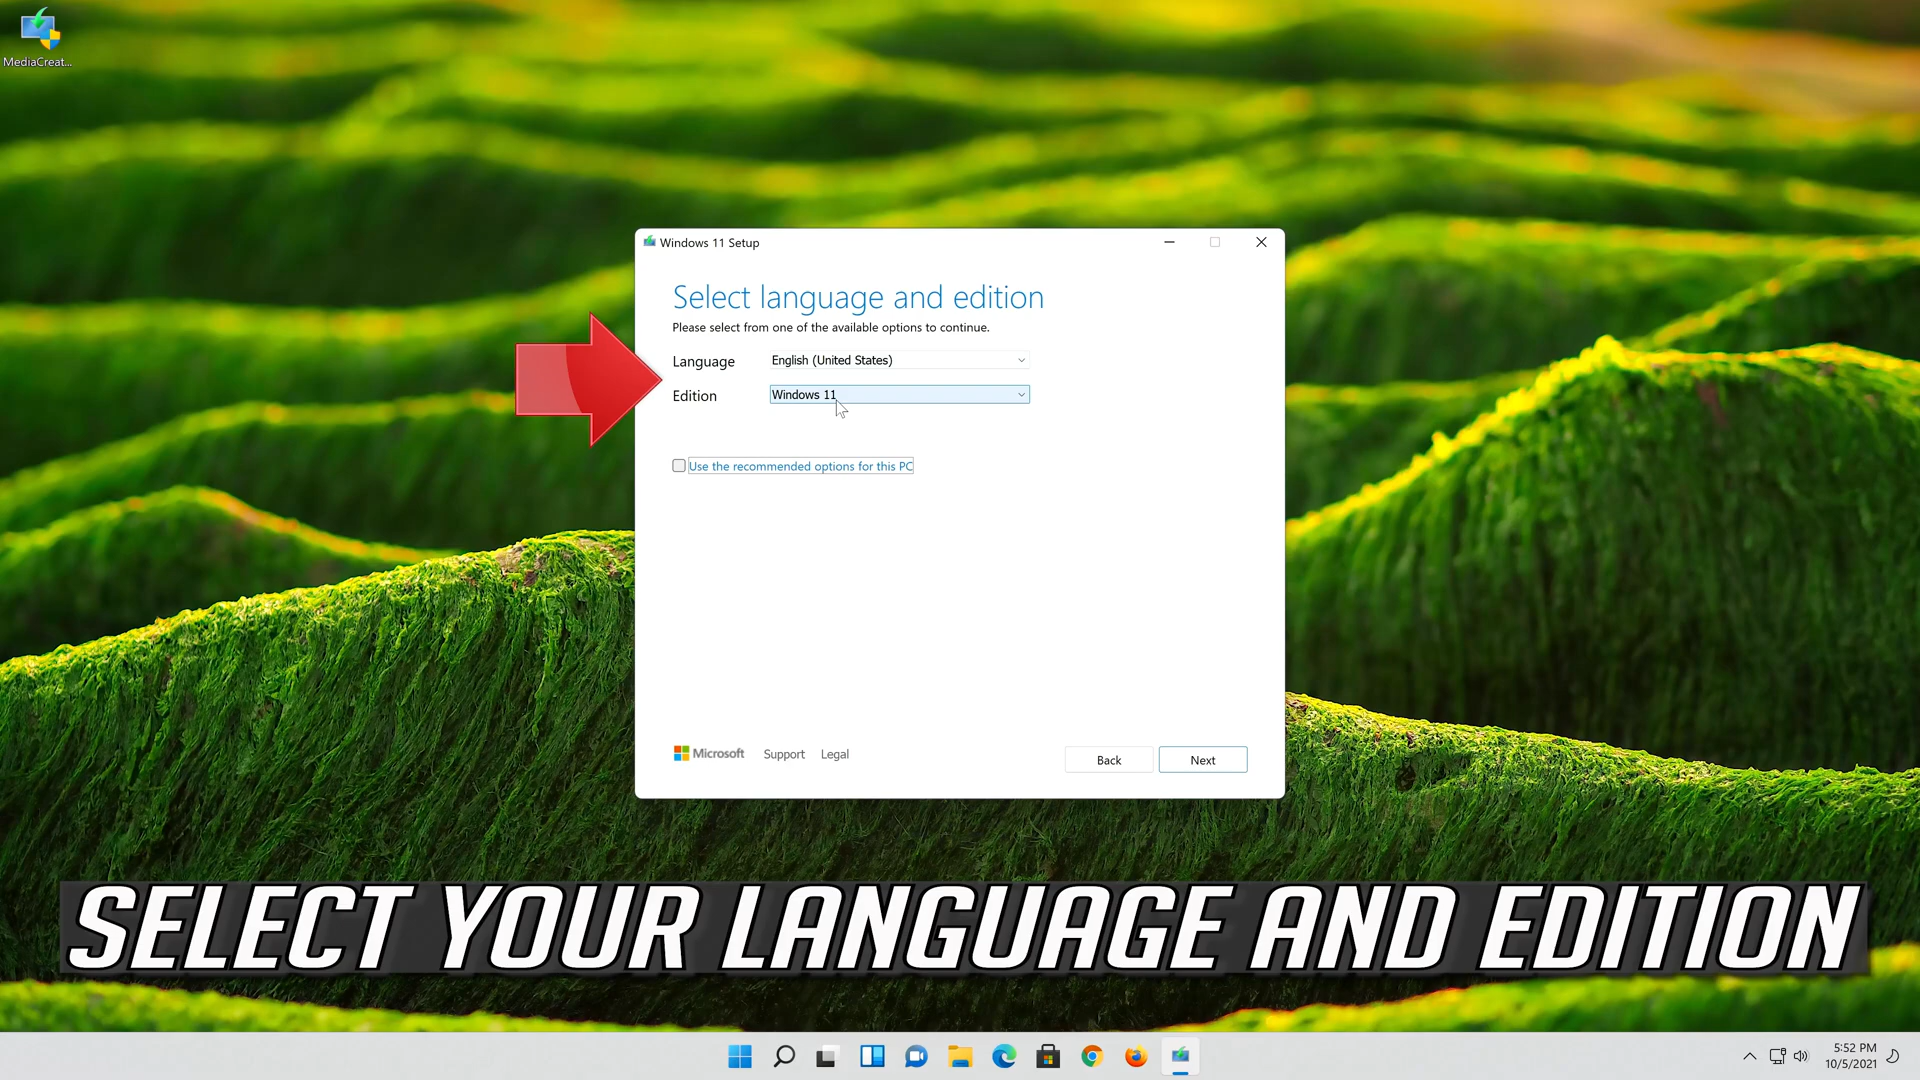 MediaCreat...
Windows 11 Setup
Select language and edition
Please select from one of the available options to continue.
Language English (United States)
Edition Windows 11
Use the recommended options for this PC
Microsoft Support Legal
Back Next
SELECT YOUR LANGUAGE AND EDITION
5:52 PM
10/5/2021